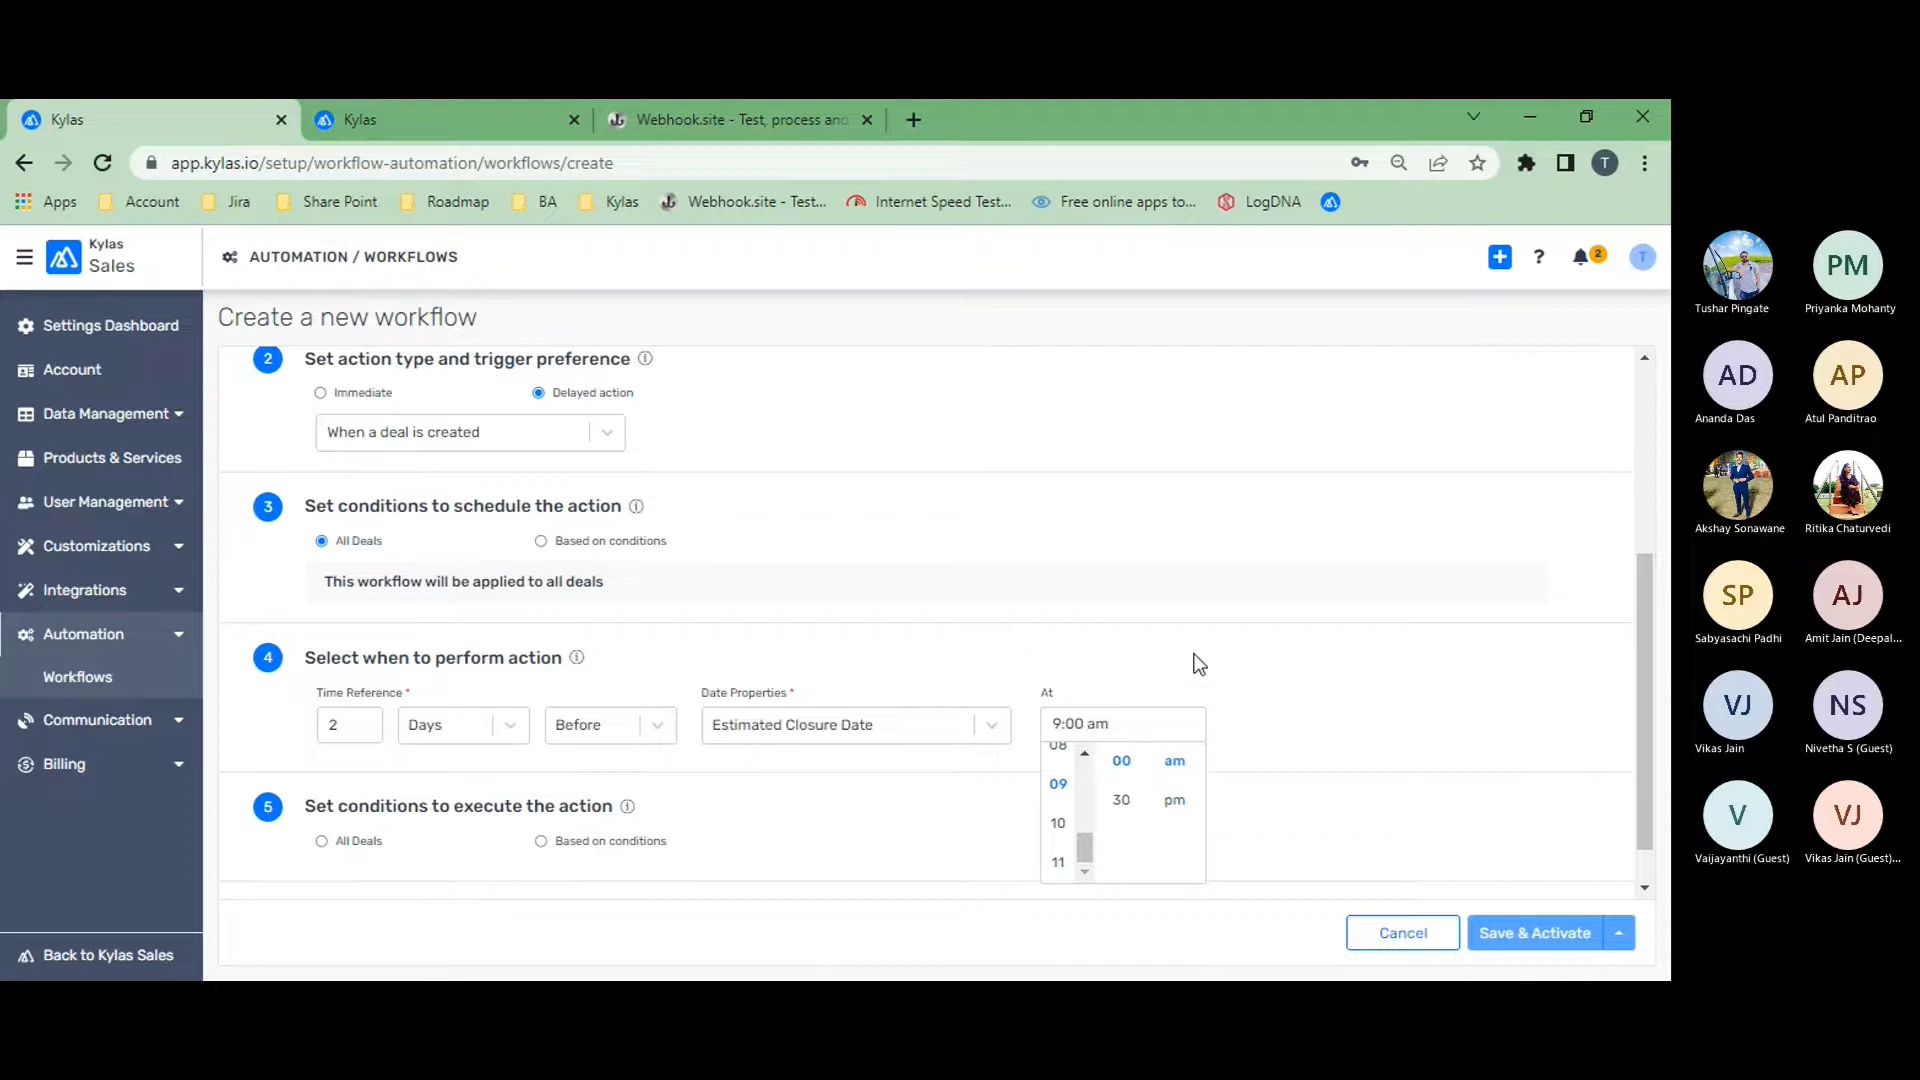 Kylas
Kylas
Webhook.site - Test, process and
app.kylas.io/setup/workflow-automation/workflows/create
T
Apps
Account
Jira
Share Point
Roadmap
BA
Kylas
Webhook.site - Test...
Internet Speed Test...
Free online apps to...
LogDNA
Kylas
Sales
AUTOMATION / WORKFLOWS
?
2
T
Settings Dashboard
Account
Data Management
Products & Services
User Management
Customizations
Integrations
Automation
Workflows
Communication
Billing
Back to Kylas Sales
Create a new workflow
2
Set action type and trigger preference
Immediate
Delayed action
When a deal is created
3
Set conditions to schedule the action
All Deals
Based on conditions
This workflow will be applied to all deals
4
Select when to perform action
Time Reference *
Date Properties *
At
2
Days
Before
Estimated Closure Date
9:00 am
08
09
10
11
00
30
am
pm
5
Set conditions to execute the action
All Deals
Based on conditions
Cancel
Save & Activate
Tushar Pingate
PM
Priyanka Mohanty
AD
Ananda Das
AP
Atul Panditrao
Akshay Sonawane
Ritika Chaturvedi
SP
Sabyasachi Padhi
AJ
Amit Jain (Deepal...
VJ
Vikas Jain
NS
Nivetha S (Guest)
V
Vaijayanthi (Guest)
VJ
Vikas Jain (Guest)...